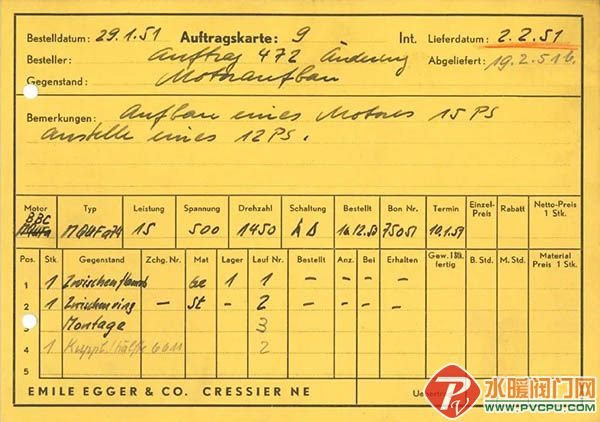 Bestelldatum: 29.1.51 Auftragskarte: 9 Int. Lieferdatum: 2.2.51
Besteller: Auftrag 472 Änderung Abgeliefert: 19.2.51
Gegenstand: Motoraufbau
Bemerkungen: Aufbau eines Motores 15 PS
anstelle eines 12 PS.
Motor Typ Leistung Spannung Drehzahl Schaltung Bestellt Bon Nr. Termin Einzel-Preis Rabatt Netto-Preis 1 Stk.
BBC 15 500 1450 16.12.50 75051
Pos. Stk. Gegenstand Zchg. Nr. Mat Lager Lauf Nr. Bestellt Anz. Bei Erhalten Gew. 1 Stk. fertig B. Std. M. Std. Material Preis 1 Stk.
1 1 Zwischenflansch Ge 1 1 – – – –
2 1 Zwischenring – St – 2 – – – –
3 Montage 3
4 1 2
5
EMILE EGGER & CO. CRESSIER NE
水暖阀门网
WWW.PVCPU.COM